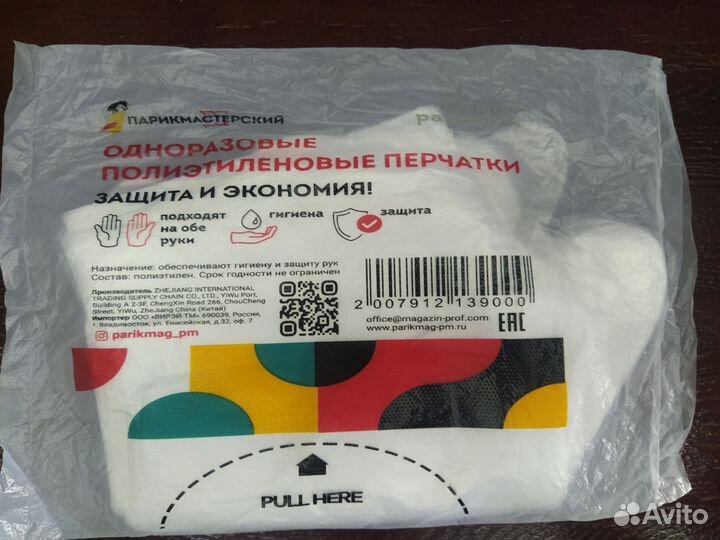 ПАРИКМАСТЕРСКИЙ
ОДНОРАЗОВЫЕ
ПОЛИЭТИЛЕНОВЫЕ ПЕРЧАТКИ
ЗАЩИТА И ЭКОНОМИЯ!
подходят
на обе
руки
гигиена
защита
Назначение: обеспечивают гигиену и защиту рук
Состав: полиэтилен. Срок годности не ограничен
Производитель ZHEJIANG INTERNATIONAL
TRADING SUPPLY CHAIN CO., LTD., YiWu Port,
Building A 2-3F, ChengXin Road 266, ChouCheng
Street, YiWu, ZheJiang China (Китай)
Импортер ООО «ВИРЭЙ-ТМ» 690039, Россия,
г. Владивосток, ул. Енисейская, д.32, оф. 7
parikmag_pm
2 007912 139000
office@magazin-prof.com
www.parikmag-pm.ru
EAC
PULL HERE
Avito